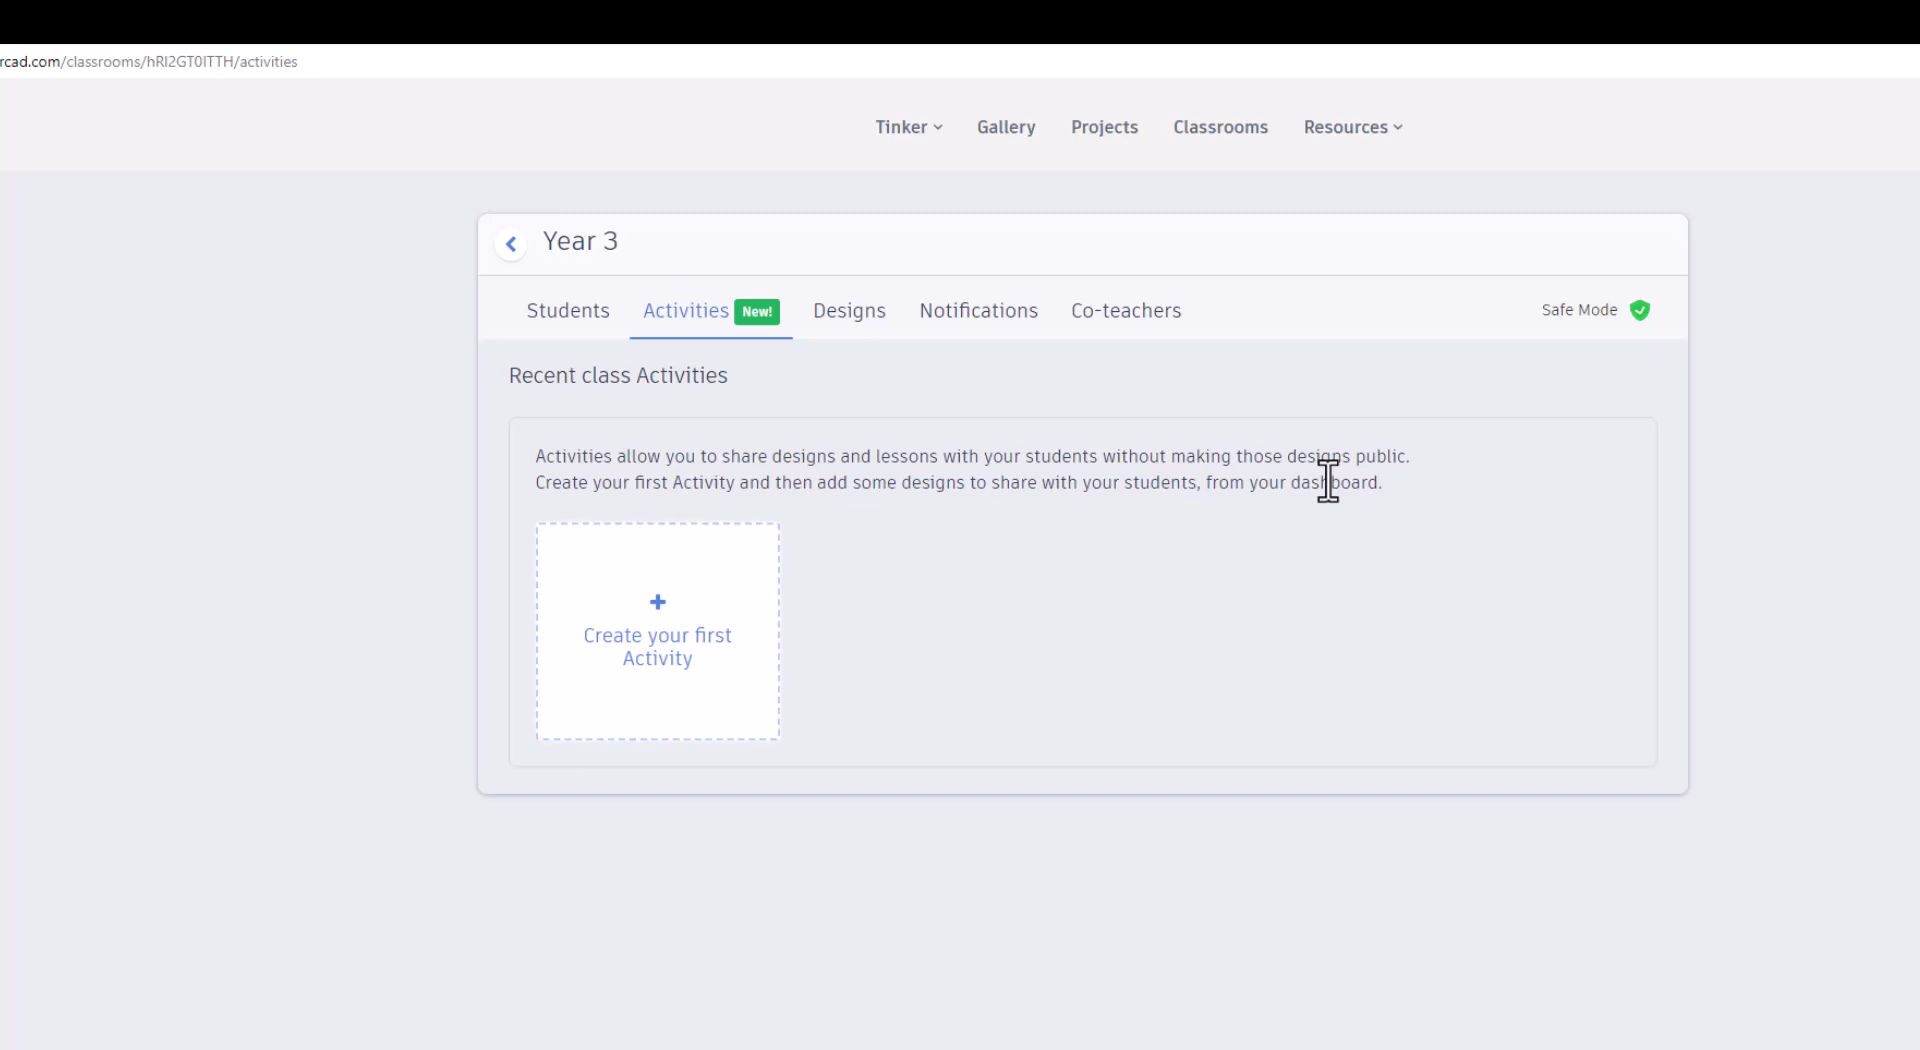 rcad.com/classrooms/hRI2GT0ITTH/activities
Tinker Gallery Projects Classrooms Resources
Year 3
Students Activities New! Designs Notifications Co-teachers Safe Mode
Recent class Activities
Activities allow you to share designs and lessons with your students without making those designs public.
Create your first Activity and then add some designs to share with your students, from your dashboard.
+
Create your first
Activity